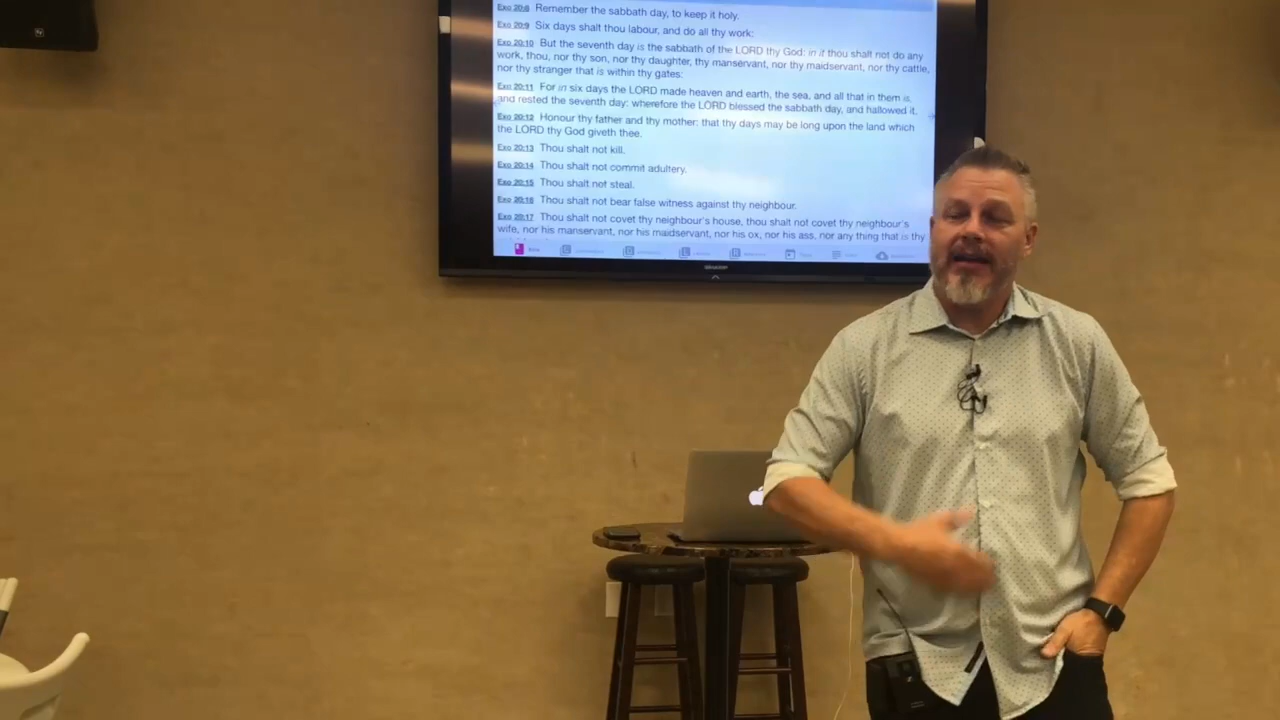 Exo 20:8 Remember the sabbath day, to keep it holy.
Exo 20:9 Six days shalt thou labour, and do all thy work:
Exo 20:10 But the seventh day is the sabbath of the LORD thy God: in it thou shalt not do any
work, thou, nor thy son, nor thy daughter, thy manservant, nor thy maidservant, nor thy cattle,
nor thy stranger that is within thy gates:
Exo 20:11 For in six days the LORD made heaven and earth, the sea, and all that in them is,
and rested the seventh day: wherefore the LORD blessed the sabbath day, and hallowed it.
Exo 20:12 Honour thy father and thy mother: that thy days may be long upon the land which
the LORD thy God giveth thee.
Exo 20:13 Thou shalt not kill.
Exo 20:14 Thou shalt not commit adultery.
Exo 20:15 Thou shalt not steal.
Exo 20:16 Thou shalt not bear false witness against thy neighbour.
Exo 20:17 Thou shalt not covet thy neighbour's house, thou shalt not covet thy neighbour's
wife, nor his manservant, nor his maidservant, nor his ox, nor his ass, nor any thing that is thy
SHARP